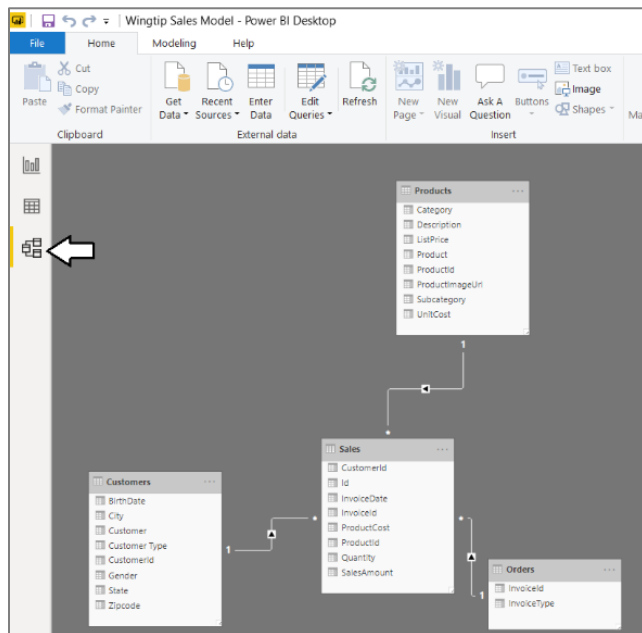 Wingtip Sales Model - Power BI Desktop
File Home Modeling Help
Paste
Cut
Copy
Format Painter
Clipboard
Get Data
Recent Sources
Enter Data
Edit Queries
Refresh
External data
New Page
New Visual
Ask A Question
Buttons
Text box
Image
Shapes
Insert
Ma
Products
Category
Description
ListPrice
Product
ProductId
ProductImageUrl
Subcategory
UnitCost
1
*
Sales
CustomerId
Id
InvoiceDate
InvoiceId
ProductCost
ProductId
Quantity
SalesAmount
Customers
BirthDate
City
Customer
Customer Type
CustomerId
Gender
State
Zipcode
1
*
*
1
Orders
InvoiceId
InvoiceType